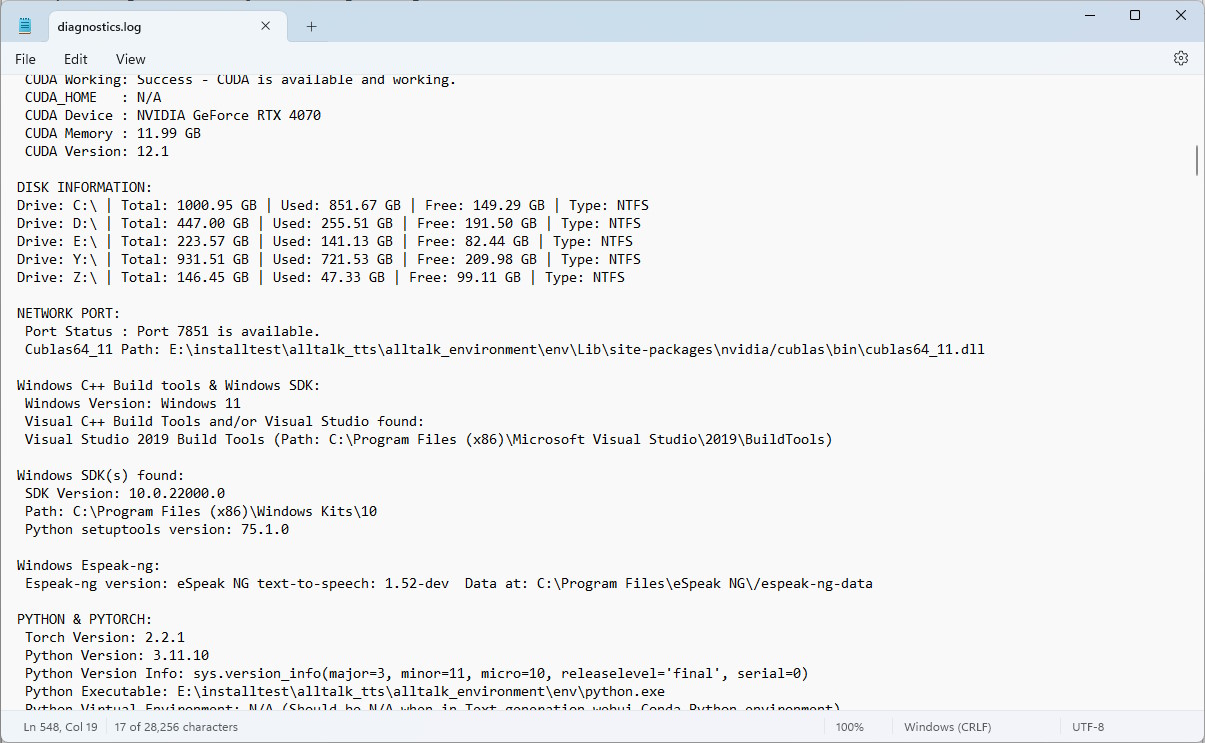 diagnostics.log
File Edit View
CUDA Working: Success - CUDA is available and working.
CUDA_HOME   : N/A
CUDA Device : NVIDIA GeForce RTX 4070
CUDA Memory : 11.99 GB
CUDA Version: 12.1
DISK INFORMATION:
Drive: C:\ | Total: 1000.95 GB | Used: 851.67 GB | Free: 149.29 GB | Type: NTFS
Drive: D:\ | Total: 447.00 GB | Used: 255.51 GB | Free: 191.50 GB | Type: NTFS
Drive: E:\ | Total: 223.57 GB | Used: 141.13 GB | Free: 82.44 GB | Type: NTFS
Drive: Y:\ | Total: 931.51 GB | Used: 721.53 GB | Free: 209.98 GB | Type: NTFS
Drive: Z:\ | Total: 146.45 GB | Used: 47.33 GB | Free: 99.11 GB | Type: NTFS
NETWORK PORT:
Port Status : Port 7851 is available.
Cublas64_11 Path: E:\installtest\alltalk_tts\alltalk_environment\env\Lib\site-packages\nvidia/cublas\bin\cublas64_11.dll
Windows C++ Build tools & Windows SDK:
Windows Version: Windows 11
Visual C++ Build Tools and/or Visual Studio found:
Visual Studio 2019 Build Tools (Path: C:\Program Files (x86)\Microsoft Visual Studio\2019\BuildTools)
Windows SDK(s) found:
SDK Version: 10.0.22000.0
Path: C:\Program Files (x86)\Windows Kits\10
Python setuptools version: 75.1.0
Windows Espeak-ng:
Espeak-ng version: eSpeak NG text-to-speech: 1.52-dev  Data at: C:\Program Files\eSpeak NG\/espeak-ng-data
PYTHON & PYTORCH:
Torch Version: 2.2.1
Python Version: 3.11.10
Python Version Info: sys.version_info(major=3, minor=11, micro=10, releaselevel='final', serial=0)
Python Executable: E:\installtest\alltalk_tts\alltalk_environment\env\python.exe
Python Virtual Environment: N/A (Should be N/A when in Text-generation-webui Conda Python environment)
Ln 548, Col 19 17 of 28,256 characters 100% Windows (CRLF) UTF-8